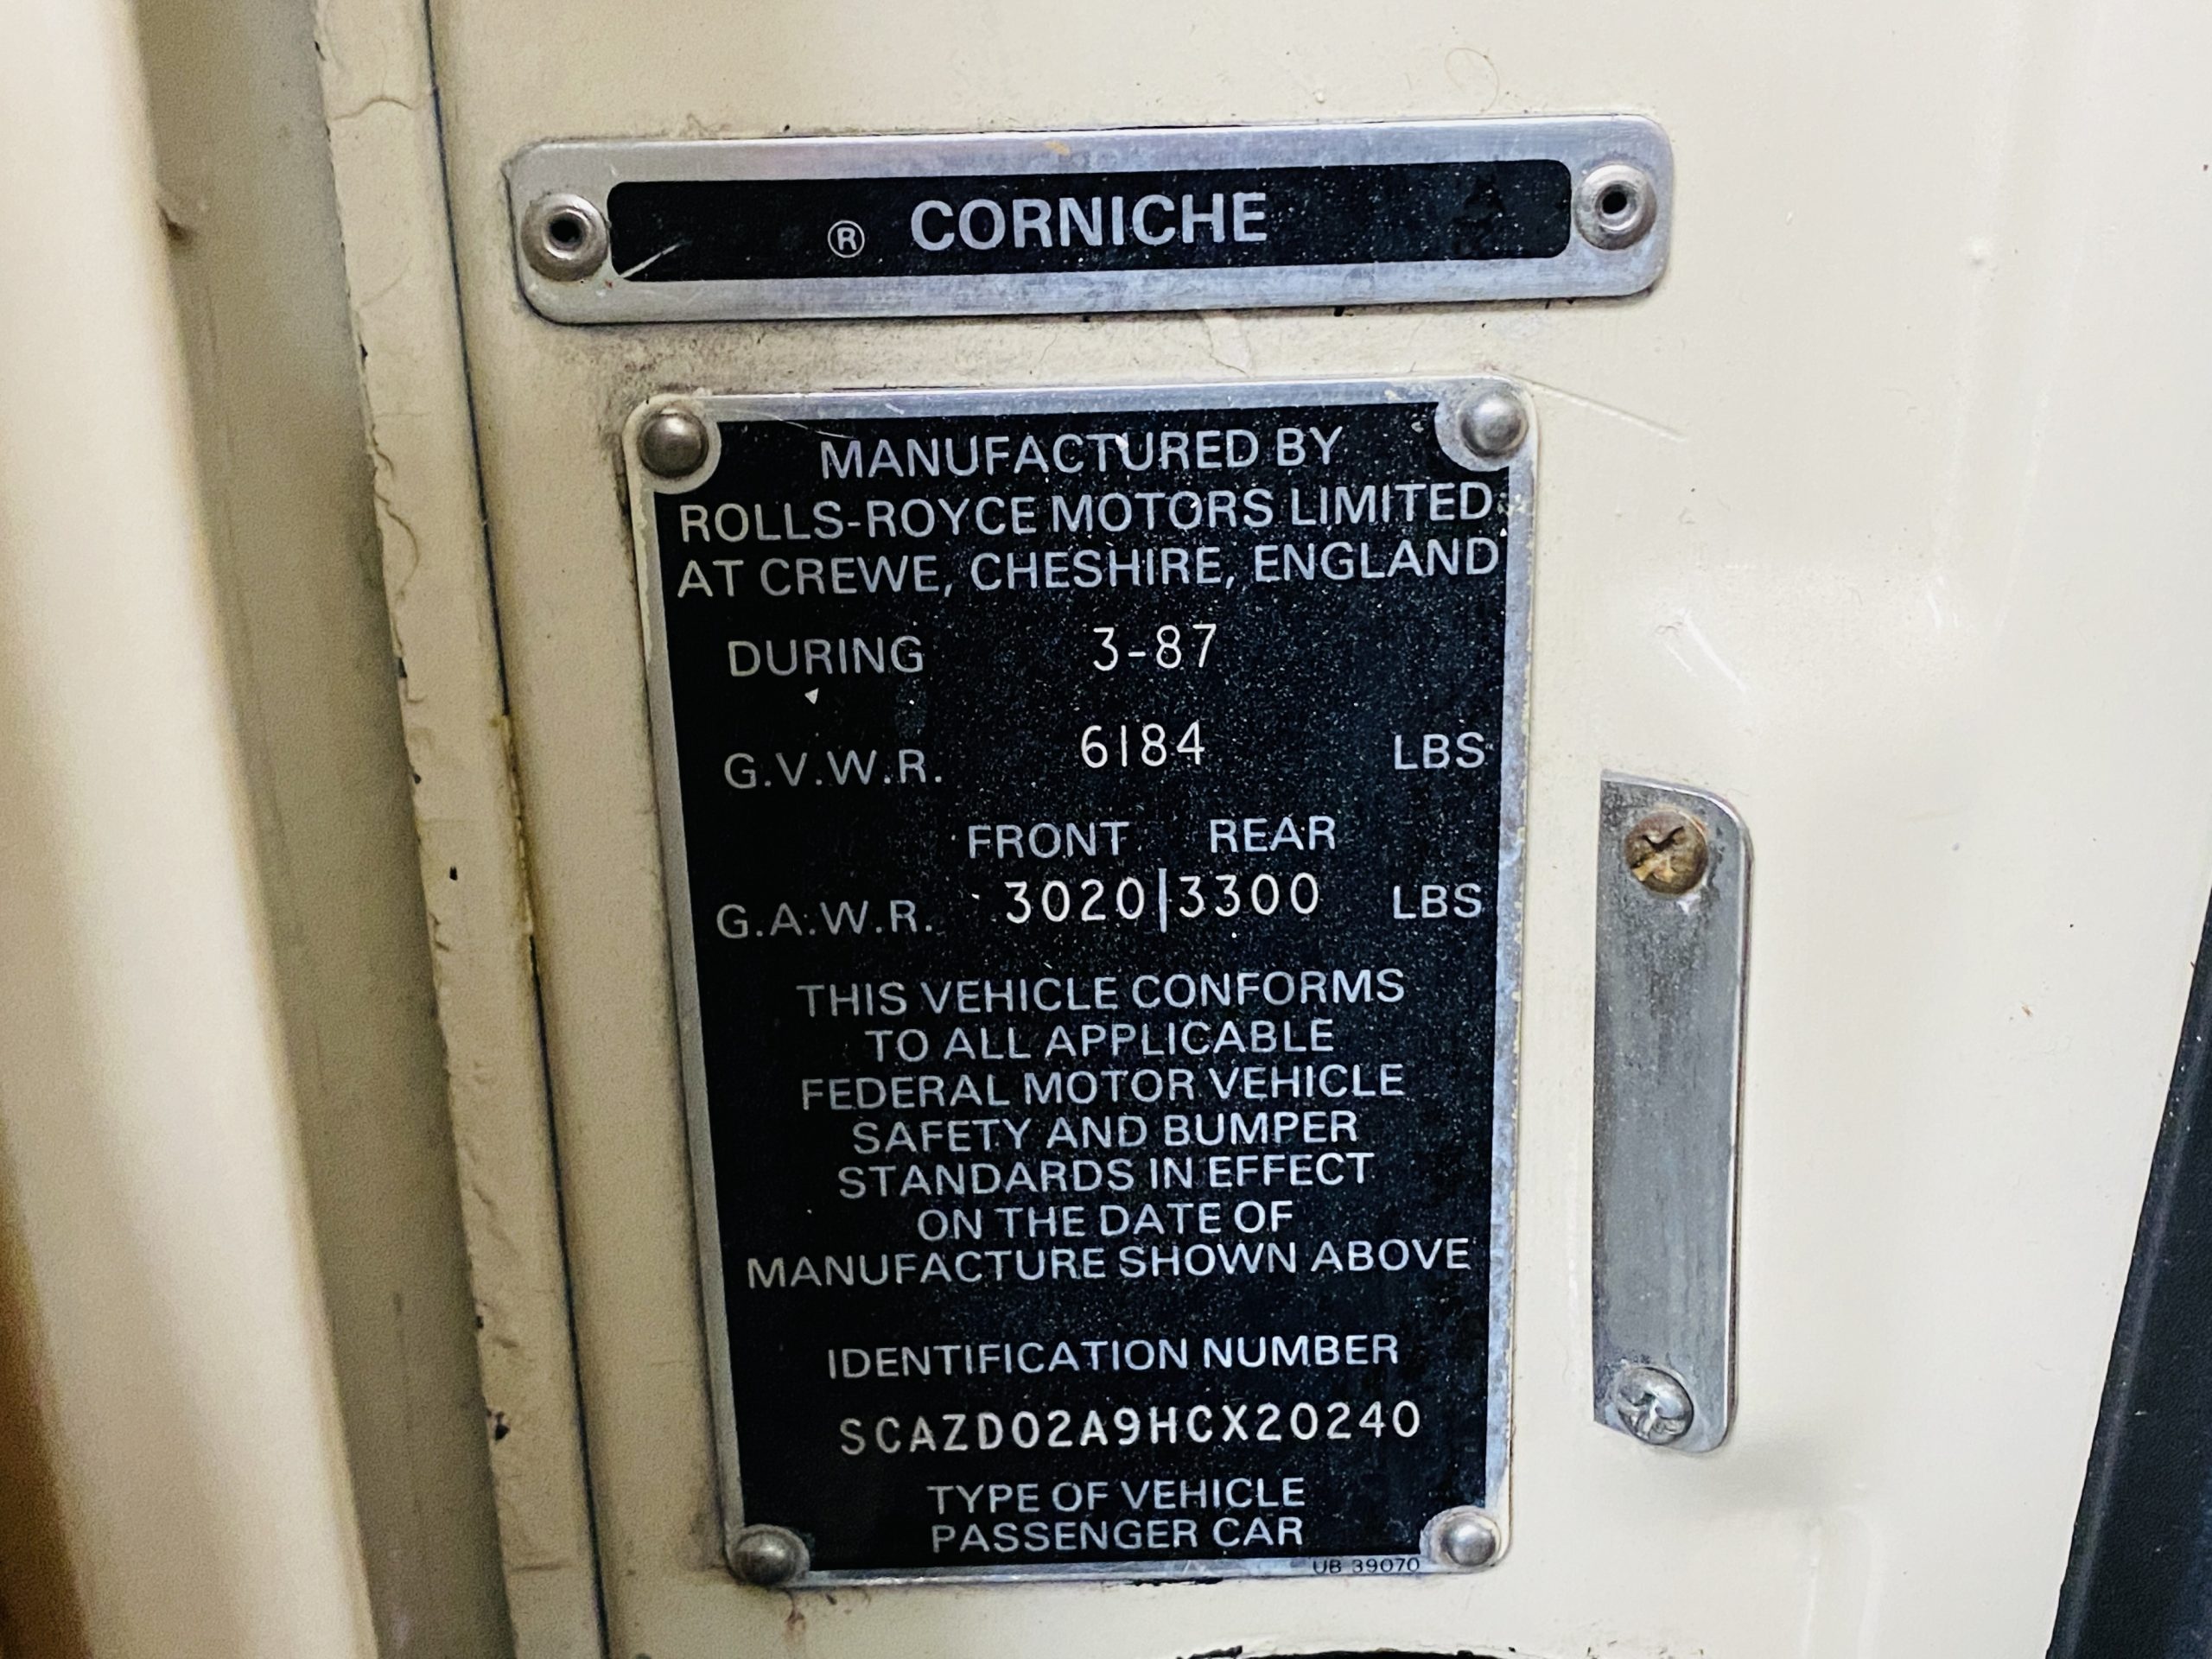 ® CORNICHE
MANUFACTURED BY
ROLLS-ROYCE MOTORS LIMITED
AT CREWE, CHESHIRE, ENGLAND
DURING 3-87
G.V.W.R. 6184 LBS
FRONT REAR
G.A.W.R. 3020|3300 LBS
THIS VEHICLE CONFORMS
TO ALL APPLICABLE
FEDERAL MOTOR VEHICLE
SAFETY AND BUMPER
STANDARDS IN EFFECT
ON THE DATE OF
MANUFACTURE SHOWN ABOVE
IDENTIFICATION NUMBER
SCAZD02A9HCX20240
TYPE OF VEHICLE
PASSENGER CAR
UB 39070